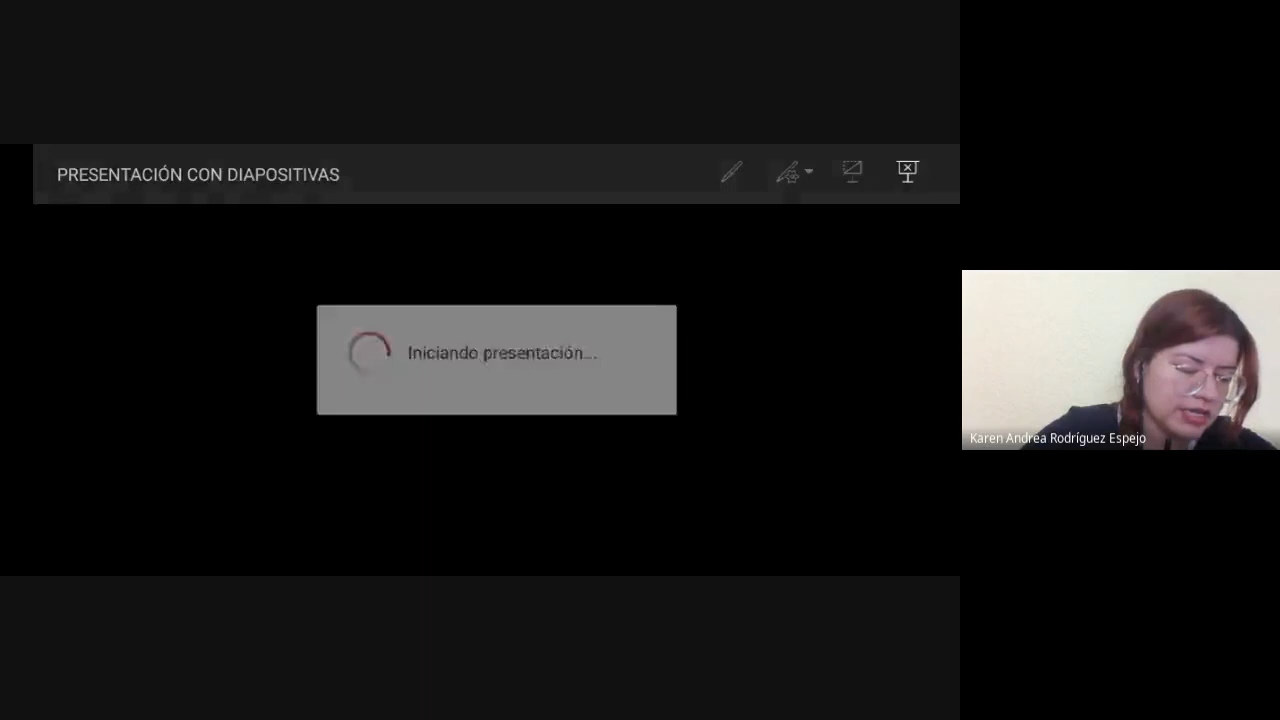 PRESENTACIÓN CON DIAPOSITIVAS
Iniciando presentación...
Karen Andrea Rodríguez Espejo